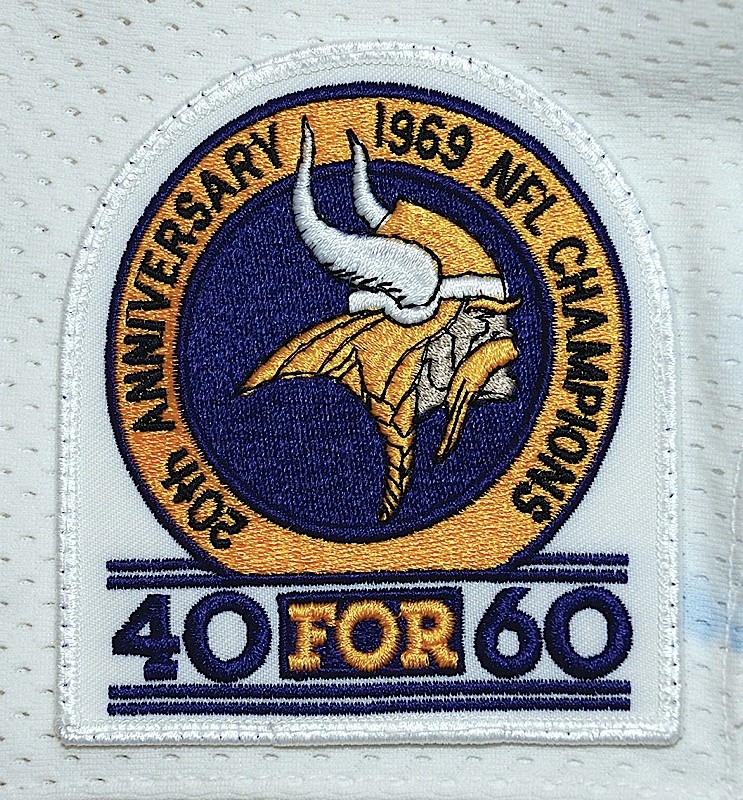 20th ANNIVERSARY 1969 NFL CHAMPIONS
40 FOR 60